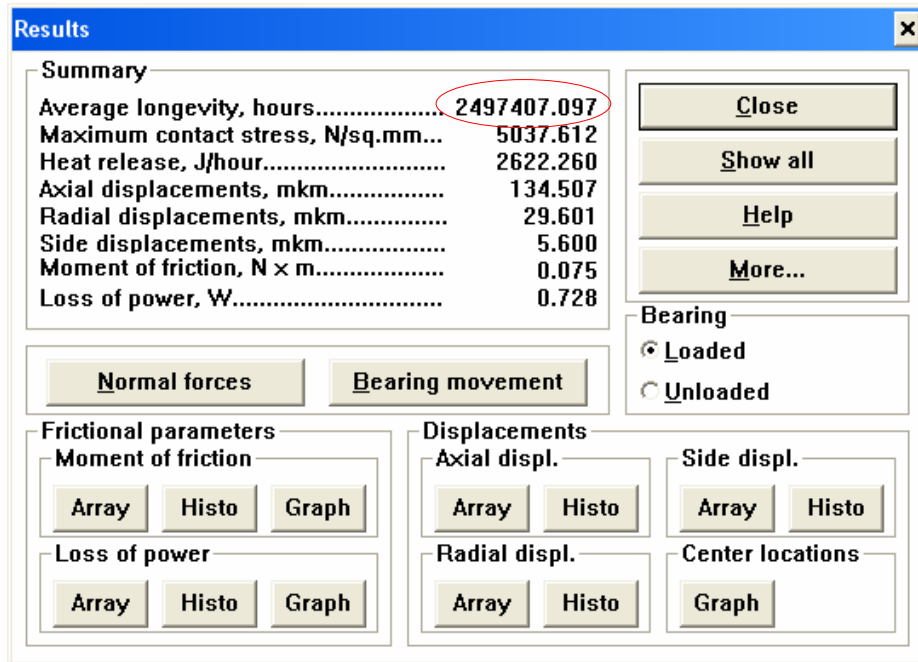 Results
Summary
Average longevity, hours.................. 2497407.097
Maximum contact stress, N/sq.mm... 5037.612
Heat release, J/hour......................... 2622.260
Axial displacements, mkm................ 134.507
Radial displacements, mkm.............. 29.601
Side displacements, mkm.................. 5.600
Moment of friction, N × m................... 0.075
Loss of power, W............................. 0.728
Close
Show all
Help
More...
Bearing
Loaded
Unloaded
Normal forces
Bearing movement
Frictional parameters
Moment of friction
Array Histo Graph
Loss of power
Array Histo Graph
Displacements
Axial displ.
Array Histo
Side displ.
Array Histo
Radial displ.
Array Histo
Center locations
Graph